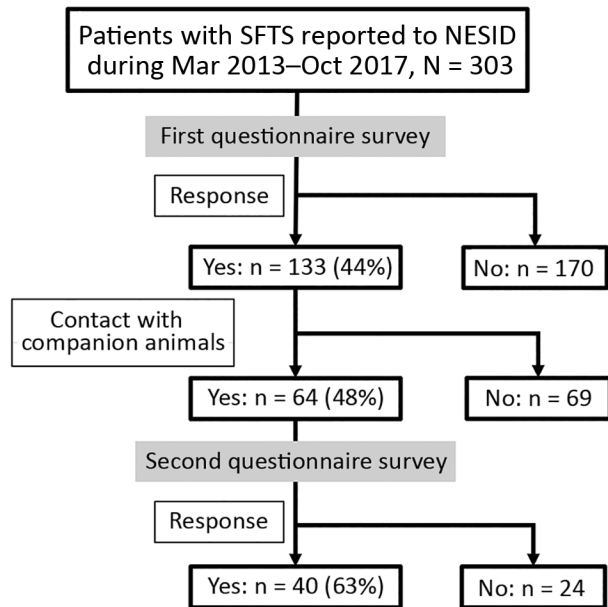 Patients with SFTS reported to NESID
during Mar 2013–Oct 2017, N = 303
First questionnaire survey
Response
Yes: n = 133 (44%)
No: n = 170
Contact with
companion animals
Yes: n = 64 (48%)
No: n = 69
Second questionnaire survey
Response
Yes: n = 40 (63%)
No: n = 24